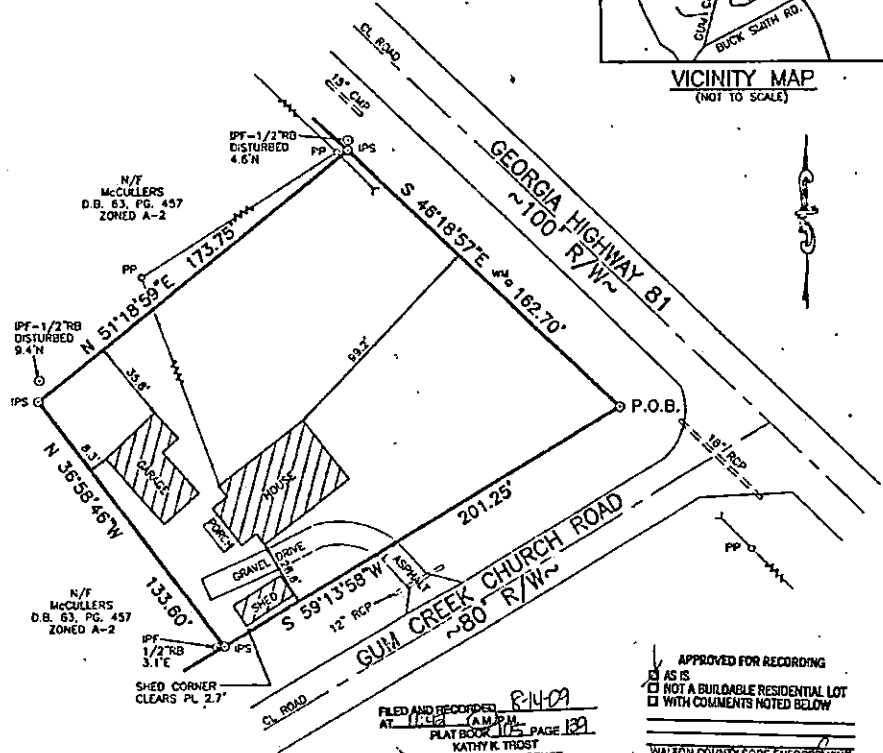 GUM C
BUCK SMITH RD.
VICINITY MAP
(NOT TO SCALE)
CL ROAD
CMP
IPF-1/2"RB
DISTURBED
4.6'N
PP
IPS
N/F
McCULLERS
D.B. 63, PG. 457
ZONED A-2
GEORGIA HIGHWAY 81
~100' R/W~
S 46°18'57"E 162.70'
WM
N 51°18'59"E 173.75'
PP
IPF-1/2"RB
DISTURBED
9.4'N
IPS
35.8'
99.2'
P.O.B.
8.3'
GARAGE
HOUSE
PORCH
N 36°58'46"W 133.60'
18" RCP
201.25'
GRAVEL DRIVE
ASPHALT
SHED
S 59°13'58"W
12" RCP
GUM CREEK CHURCH ROAD
~80' R/W~
PP
N/F
McCULLERS
D.B. 63, PG. 457
ZONED A-2
IPF
1/2"RB
3.1'E
IPS
SHED CORNER
CLEARS PL 2.7'
CL ROAD
FILED AND RECORDED 8-14-09
AT 11:42 A.M. P.M.
PLAT BOOK 105 PAGE 139
KATHY K. TROST
APPROVED FOR RECORDING
AS IS
NOT A BUILDABLE RESIDENTIAL LOT
WITH COMMENTS NOTED BELOW
WALTON COUNTY CODE ENFORCEMENT